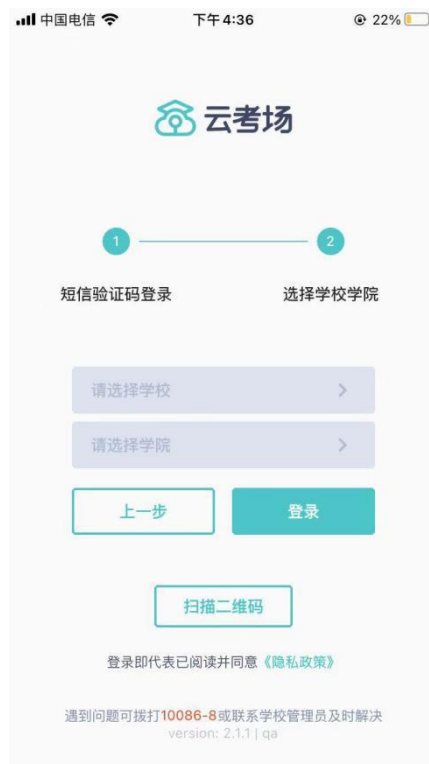 中国电信 下午4:36 22%
云考场
1 2
短信验证码登录 选择学校学院
请选择学校
请选择学院
上一步 登录
扫描二维码
登录即代表已阅读并同意《隐私政策》
遇到问题可拨打10086-8或联系学校管理员及时解决
version: 2.1.1 | qa